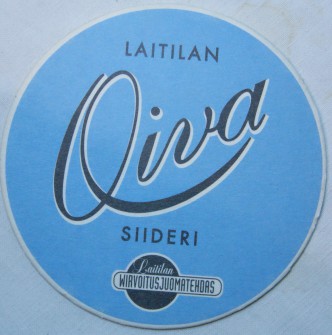 LAITILAN
Oiva
SIIDERI
Laitilan
WIRVOITUSJUOMATEHDAS